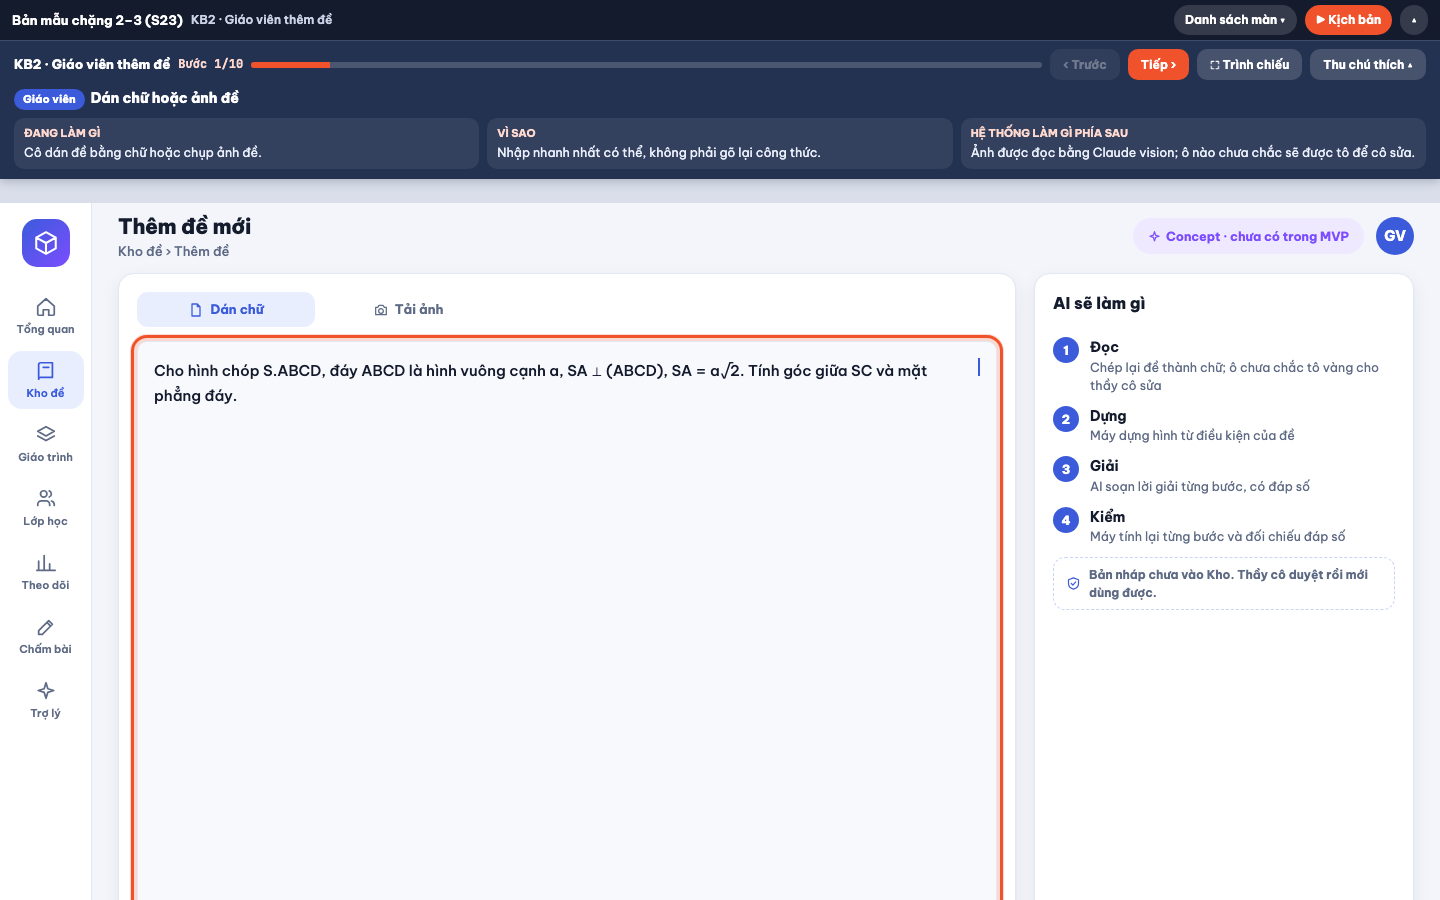 Bản mẫu chặng 2–3 (S23) KB2 · Giáo viên thêm đề
Danh sách màn ▾
▶ Kịch bản
▴
KB2 · Giáo viên thêm đề Bước 1/10
‹ Trước
Tiếp ›
⛶ Trình chiếu
Thu chú thích ▴
Giáo viên Dán chữ hoặc ảnh đề
ĐANG LÀM GÌ
Cô dán đề bằng chữ hoặc chụp ảnh đề.
VÌ SAO
Nhập nhanh nhất có thể, không phải gõ lại công thức.
HỆ THỐNG LÀM GÌ PHÍA SAU
Ảnh được đọc bằng Claude vision; ô nào chưa chắc sẽ được tô để cô sửa.
Tổng quan
Kho đề
Giáo trình
Lớp học
Theo dõi
Chấm bài
Trợ lý
Thêm đề mới
Kho đề › Thêm đề
Concept · chưa có trong MVP
GV
Dán chữ
Tải ảnh
Cho hình chóp S.ABCD, đáy ABCD là hình vuông cạnh a, SA ⊥ (ABCD), SA = a√2. Tính góc giữa SC và mặt
phẳng đáy.
AI sẽ làm gì
1 Đọc
Chép lại đề thành chữ; ô chưa chắc tô vàng cho
thầy cô sửa
2 Dựng
Máy dựng hình từ điều kiện của đề
3 Giải
AI soạn lời giải từng bước, có đáp số
4 Kiểm
Máy tính lại từng bước và đối chiếu đáp số
Bản nháp chưa vào Kho. Thầy cô duyệt rồi mới
dùng được.